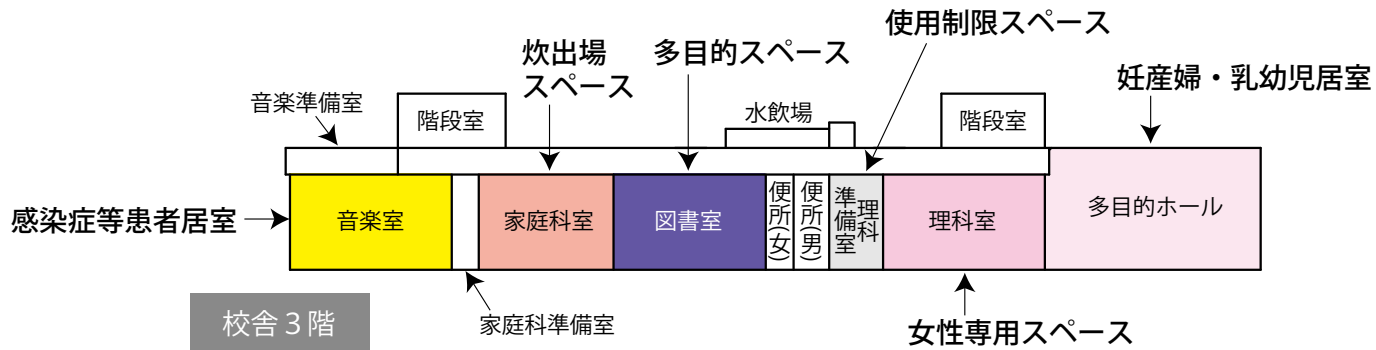 使用制限スペース
炊出場
スペース
多目的スペース
妊産婦・乳幼児居室
音楽準備室
階段室
水飲場
階段室
感染症等患者居室
音楽室
家庭科室
図書室
便所(女)
便所(男)
理科
準備室
理科室
多目的ホール
校舎3階
家庭科準備室
女性専用スペース